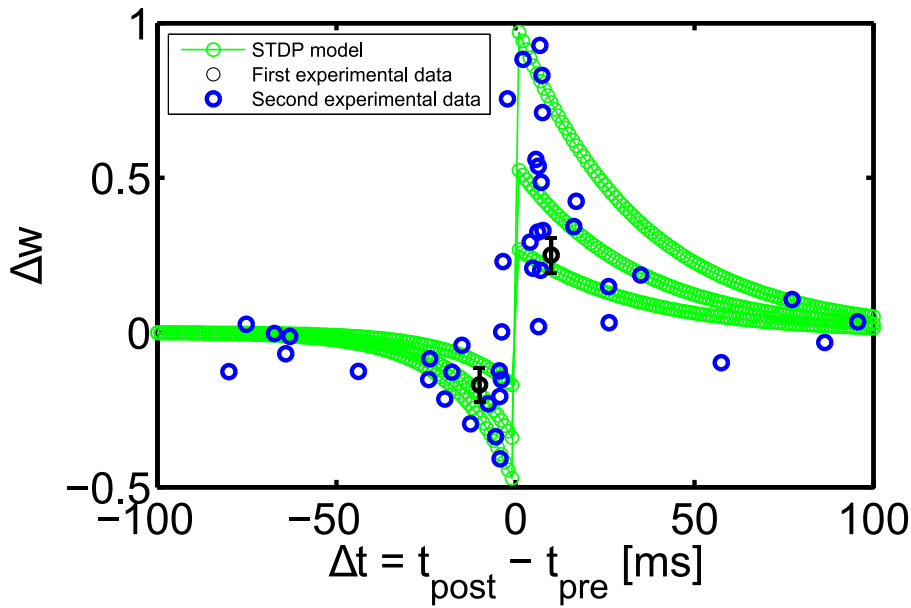 1
STDP model
First experimental data
Second experimental data
0.5
Δw
0
−0.5
−100 −50 0 50 100
Δt = t_post − t_pre [ms]